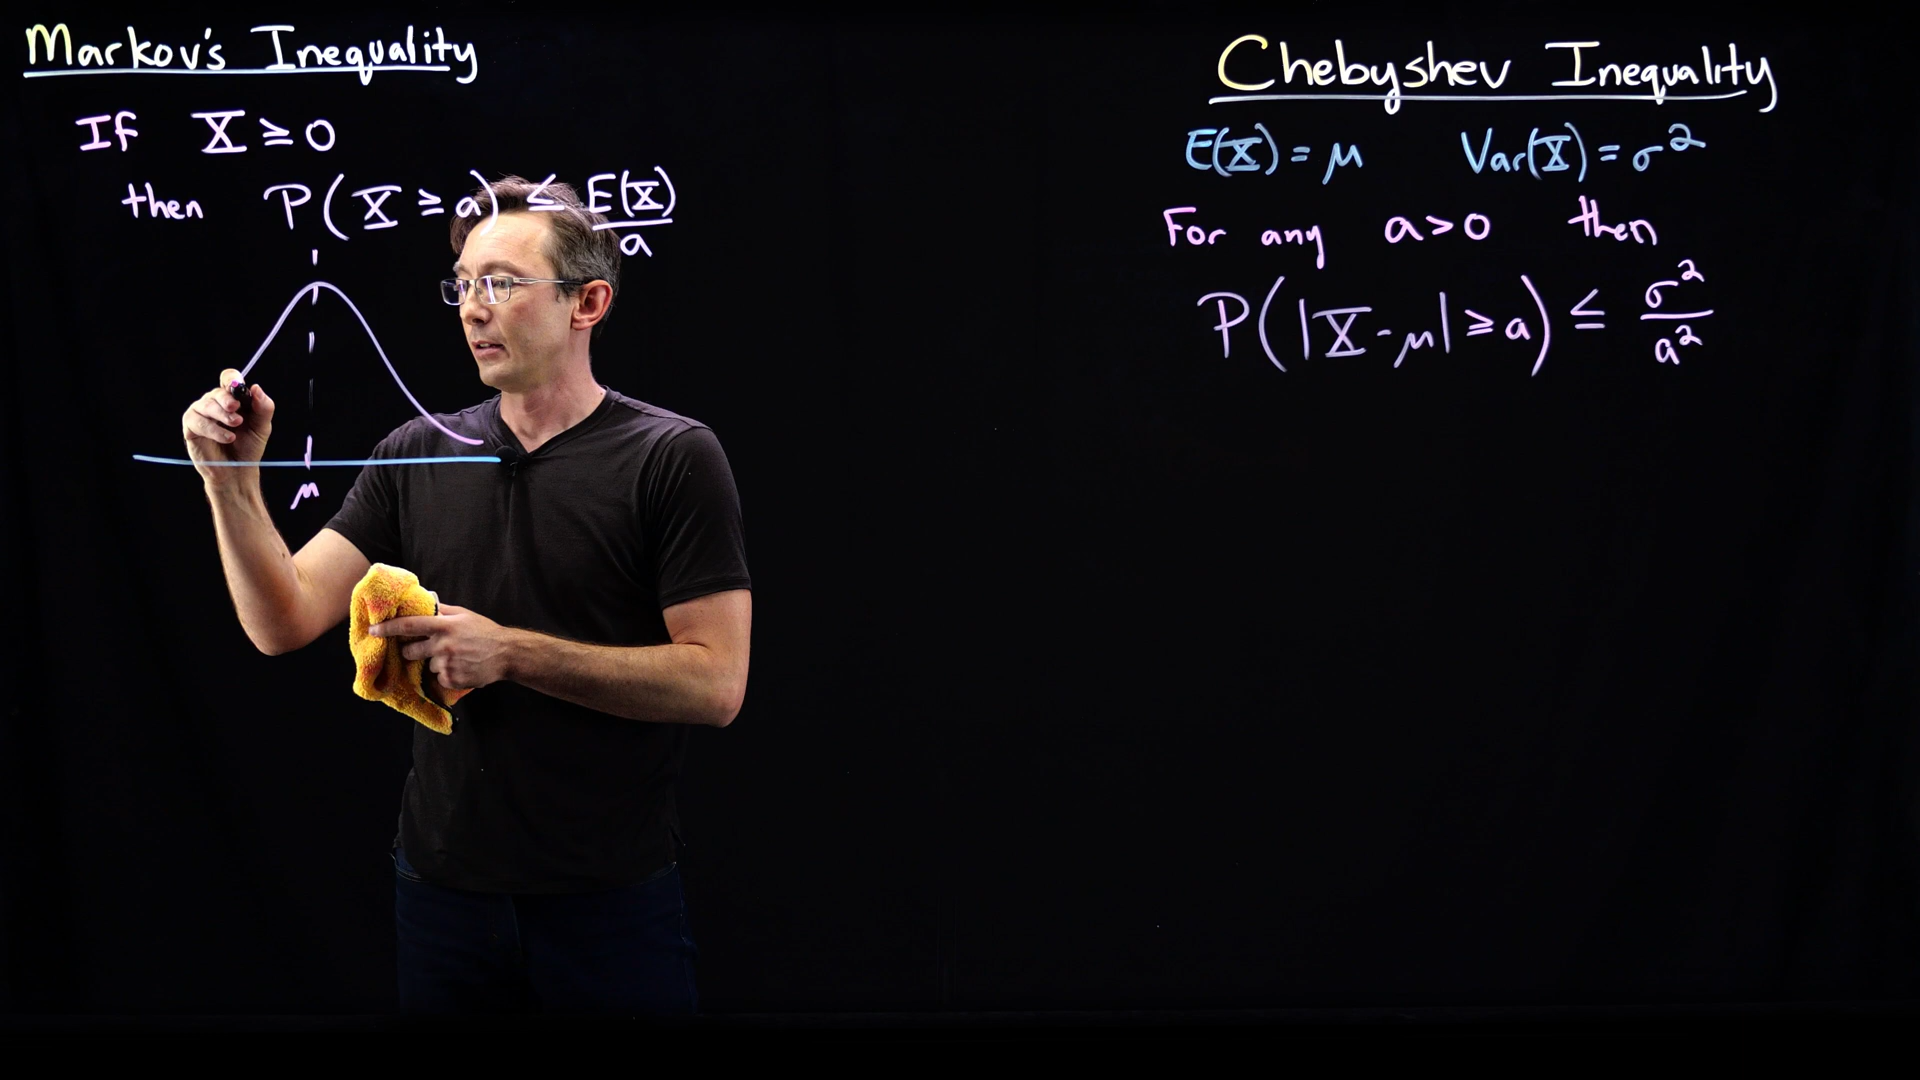 Markov's Inequality
If X ≥ 0
then P(X ≥ a) ≤ E(X)/a
μ
Chebyshev Inequality
E(X) = μ Var(X) = σ²
For any a > 0 then
P(|X - μ| ≥ a) ≤ σ²/a²